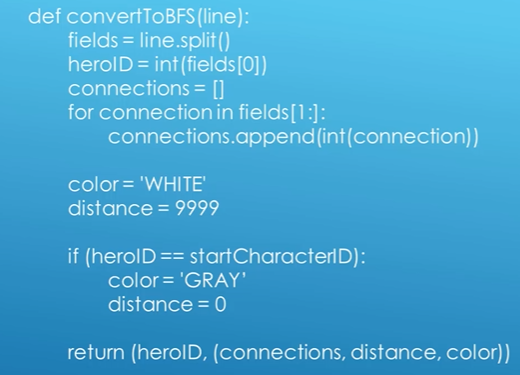 def convertToBFS(line):
fields = line.split()
heroID = int(fields[0])
connections = []
for connection in fields[1:]:
connections.append(int(connection))
color = 'WHITE'
distance = 9999
if (heroID == startCharacterID):
color = 'GRAY’
distance = 0
return (heroID, (connections, distance, color))